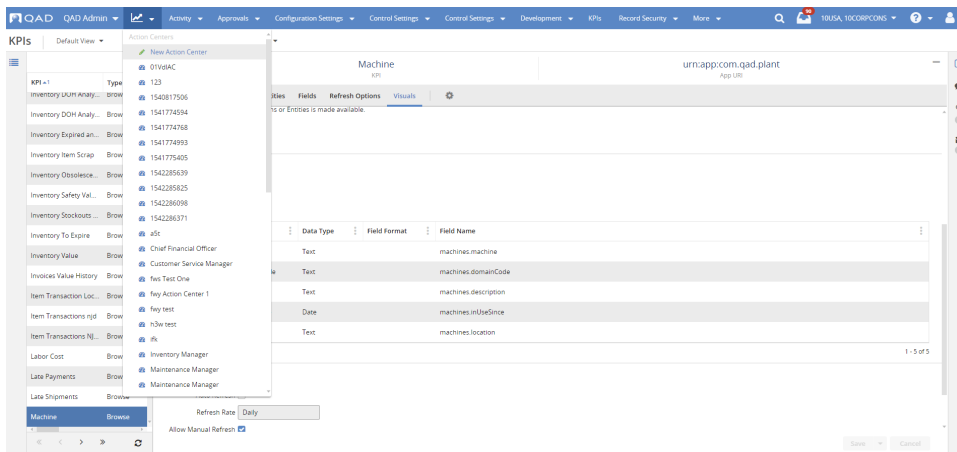 QAD QAD Admin Activity Approvals Configuration Settings Control Settings Control Settings Development KPIs Record Security More 96 10USA, 10CORPCONS
KPIs Default View
Action Centers
New Action Center
01VdlAC
123
1540817506
1541774594
1541774768
1541774993
1541775405
1542285639
1542285825
1542286098
1542286371
a5t
Chief Financial Officer
Customer Service Manager
fws Test One
fwy Action Center 1
fwy test
h3w test
ifk
Inventory Manager
Maintenance Manager
Maintenance Manager
KPI 1 Type
Inventory DOH Analy... Brow
Inventory DOH Analy... Brow
Inventory Expired an... Brow
Inventory Item Scrap Brow
Inventory Obsolesce... Brow
Inventory Safety Val... Brow
Inventory Stockouts ... Brow
Inventory To Expire Brow
Inventory Value Brow
Invoices Value History Brow
Item Transaction Loc... Brow
Item Transactions njd Brow
Item Transactions NJ... Brow
Labor Cost Brow
Late Payments Brow
Late Shipments Browse
Machine Browse
Machine
KPI
urn:app:com.qad.plant
App URI
ities Fields Refresh Options Visuals
ns or Entities is made available.
Data Type Field Format Field Name
Text machines.machine
le Text machines.domainCode
Text machines.description
Date machines.inUseSince
Text machines.location
1 - 5 of 5
Refresh Rate Daily
Allow Manual Refresh
Save Cancel